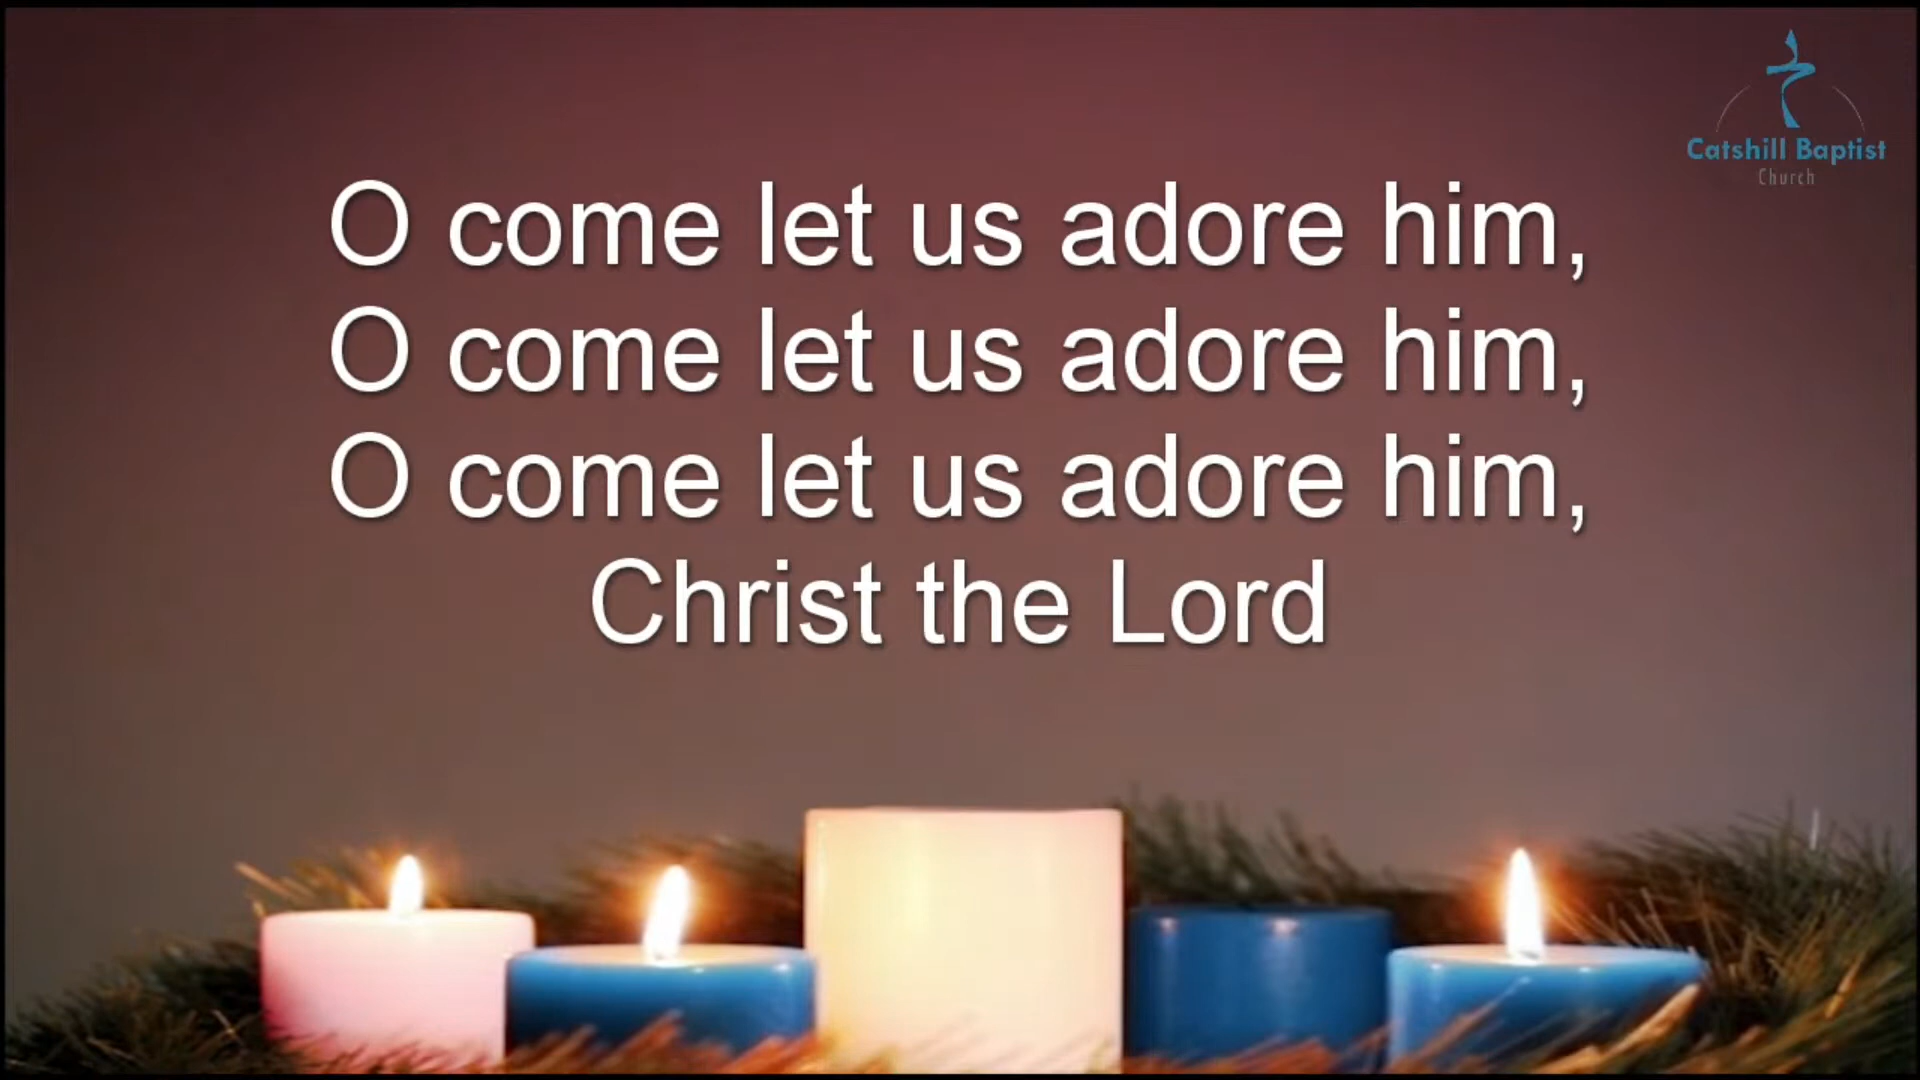 Catshill Baptist
Church
O come let us adore him,
O come let us adore him,
O come let us adore him,
Christ the Lord